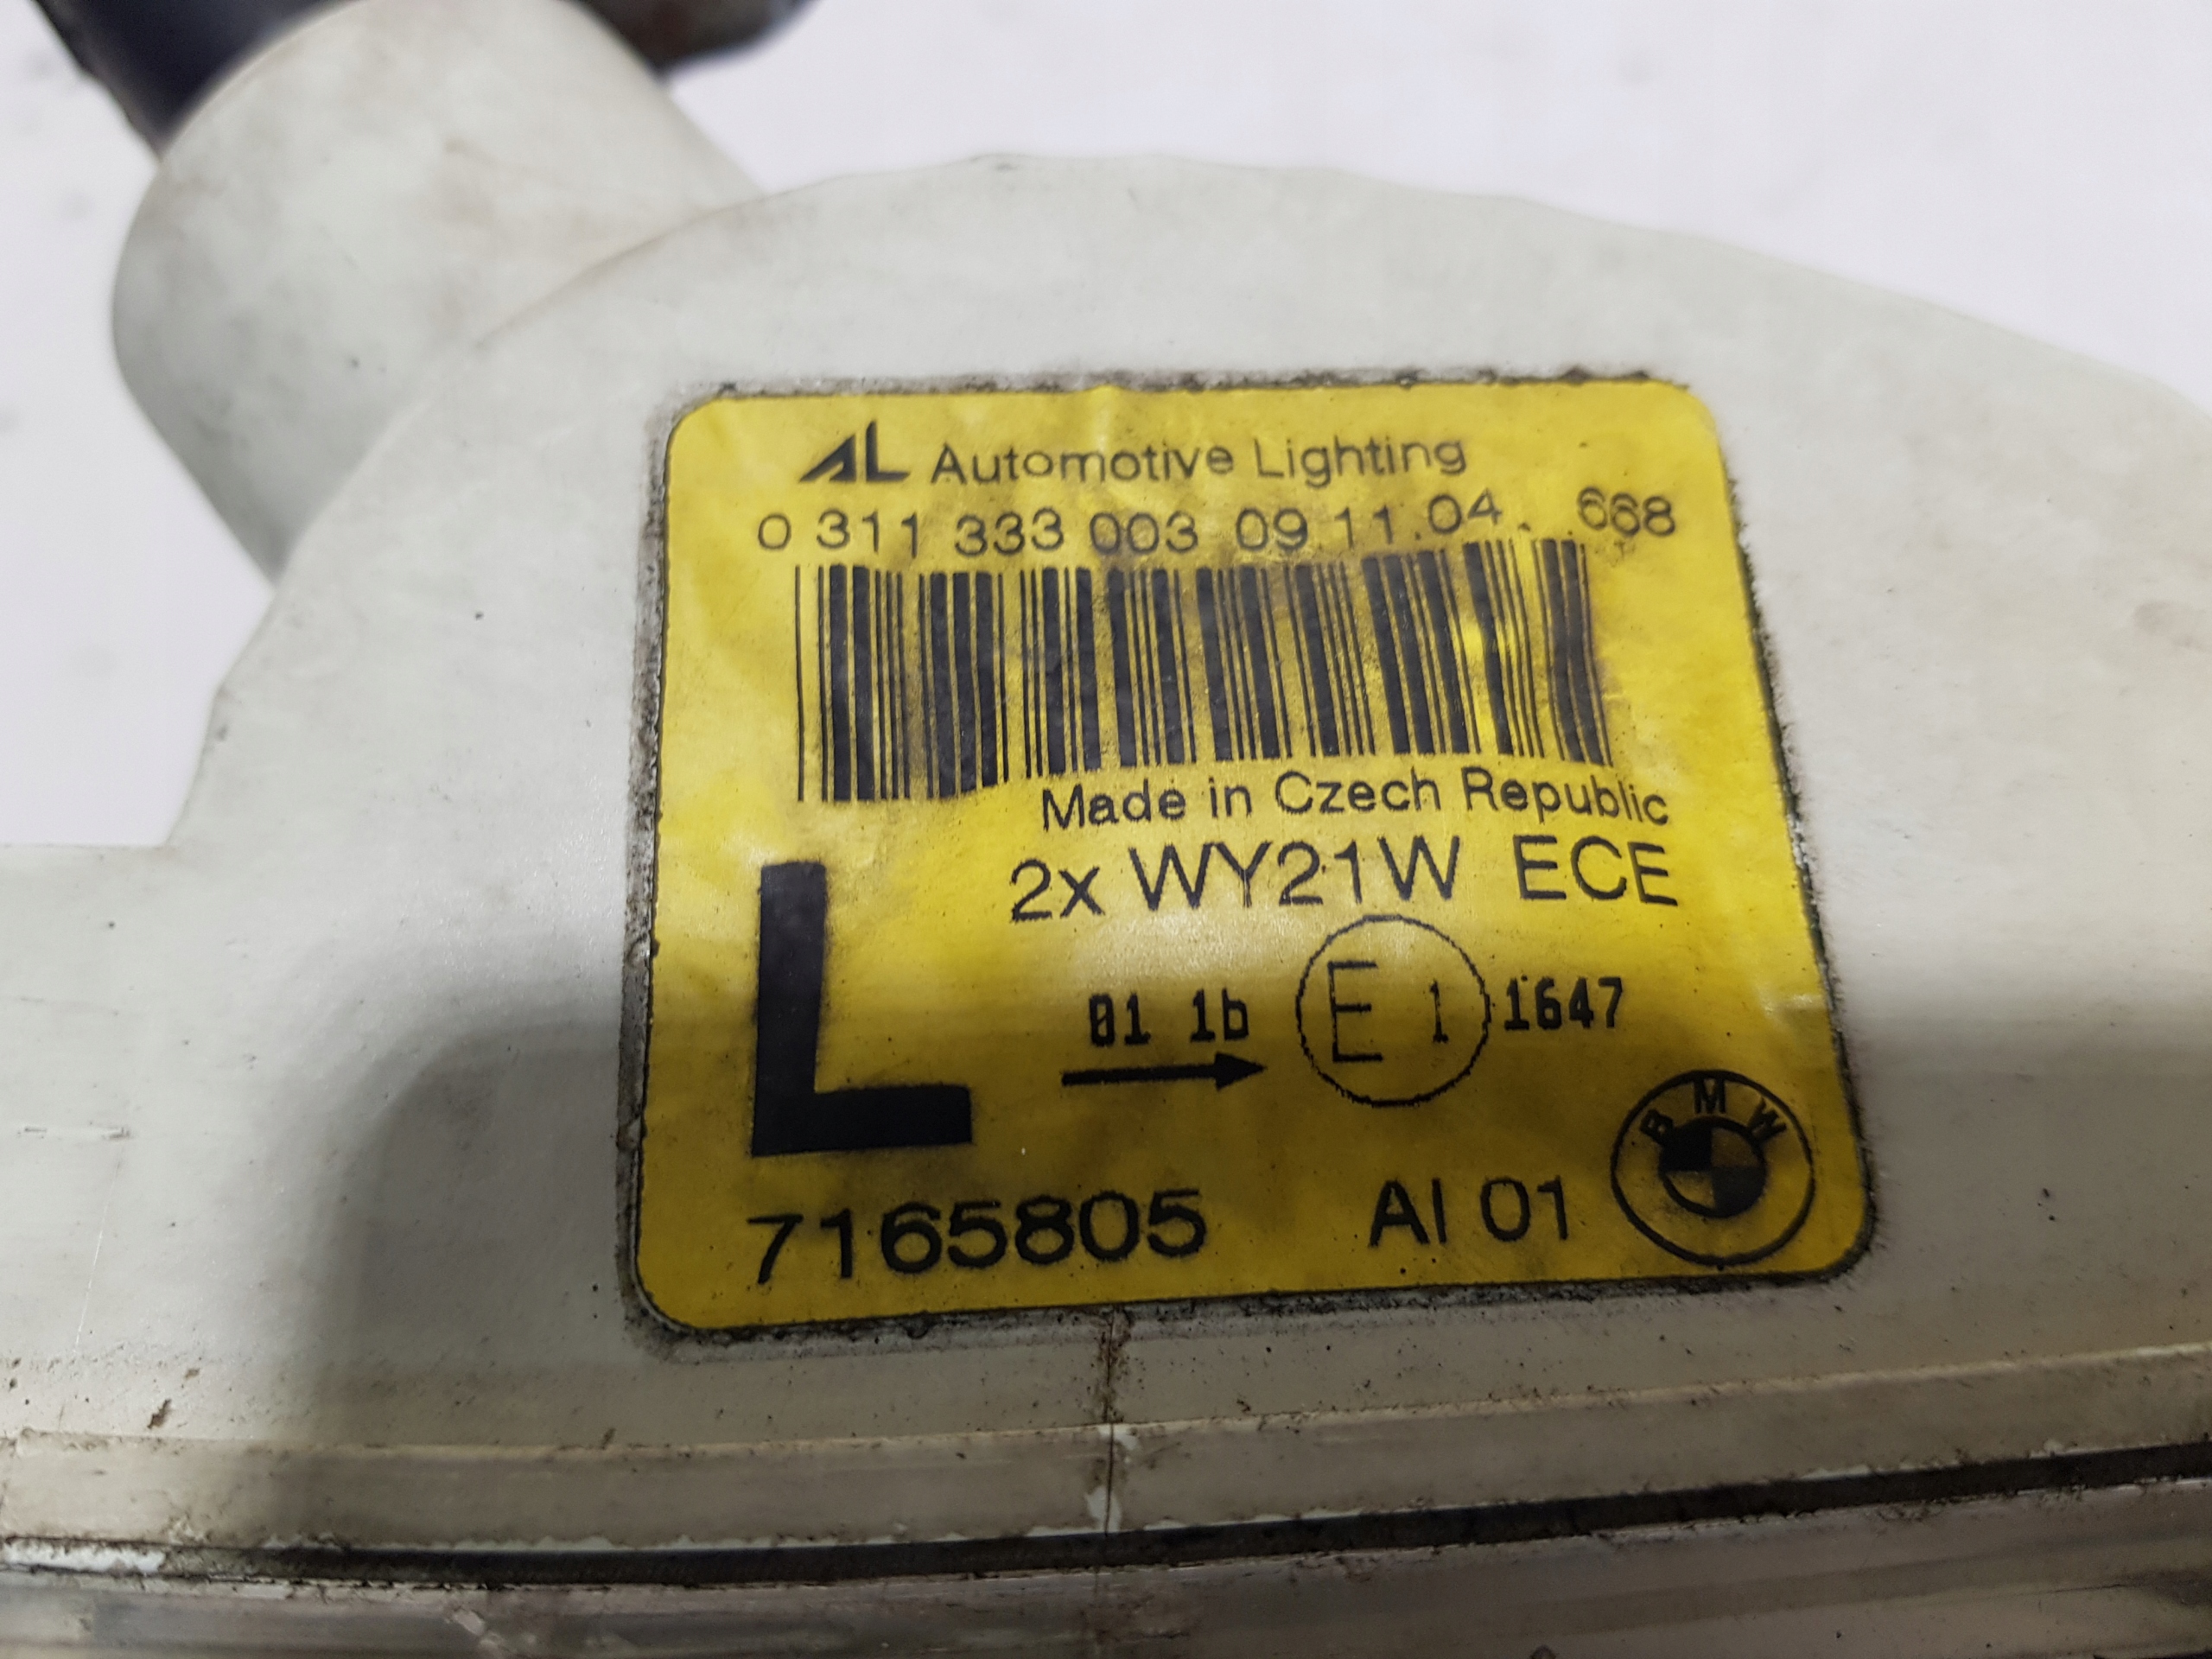 AL Automotive Lighting
0 311 333 003 09.11.04. 668
Made in Czech Republic
2x WY21W ECE
L
01 1b E 1 1647
7165805 AI 01 BMW